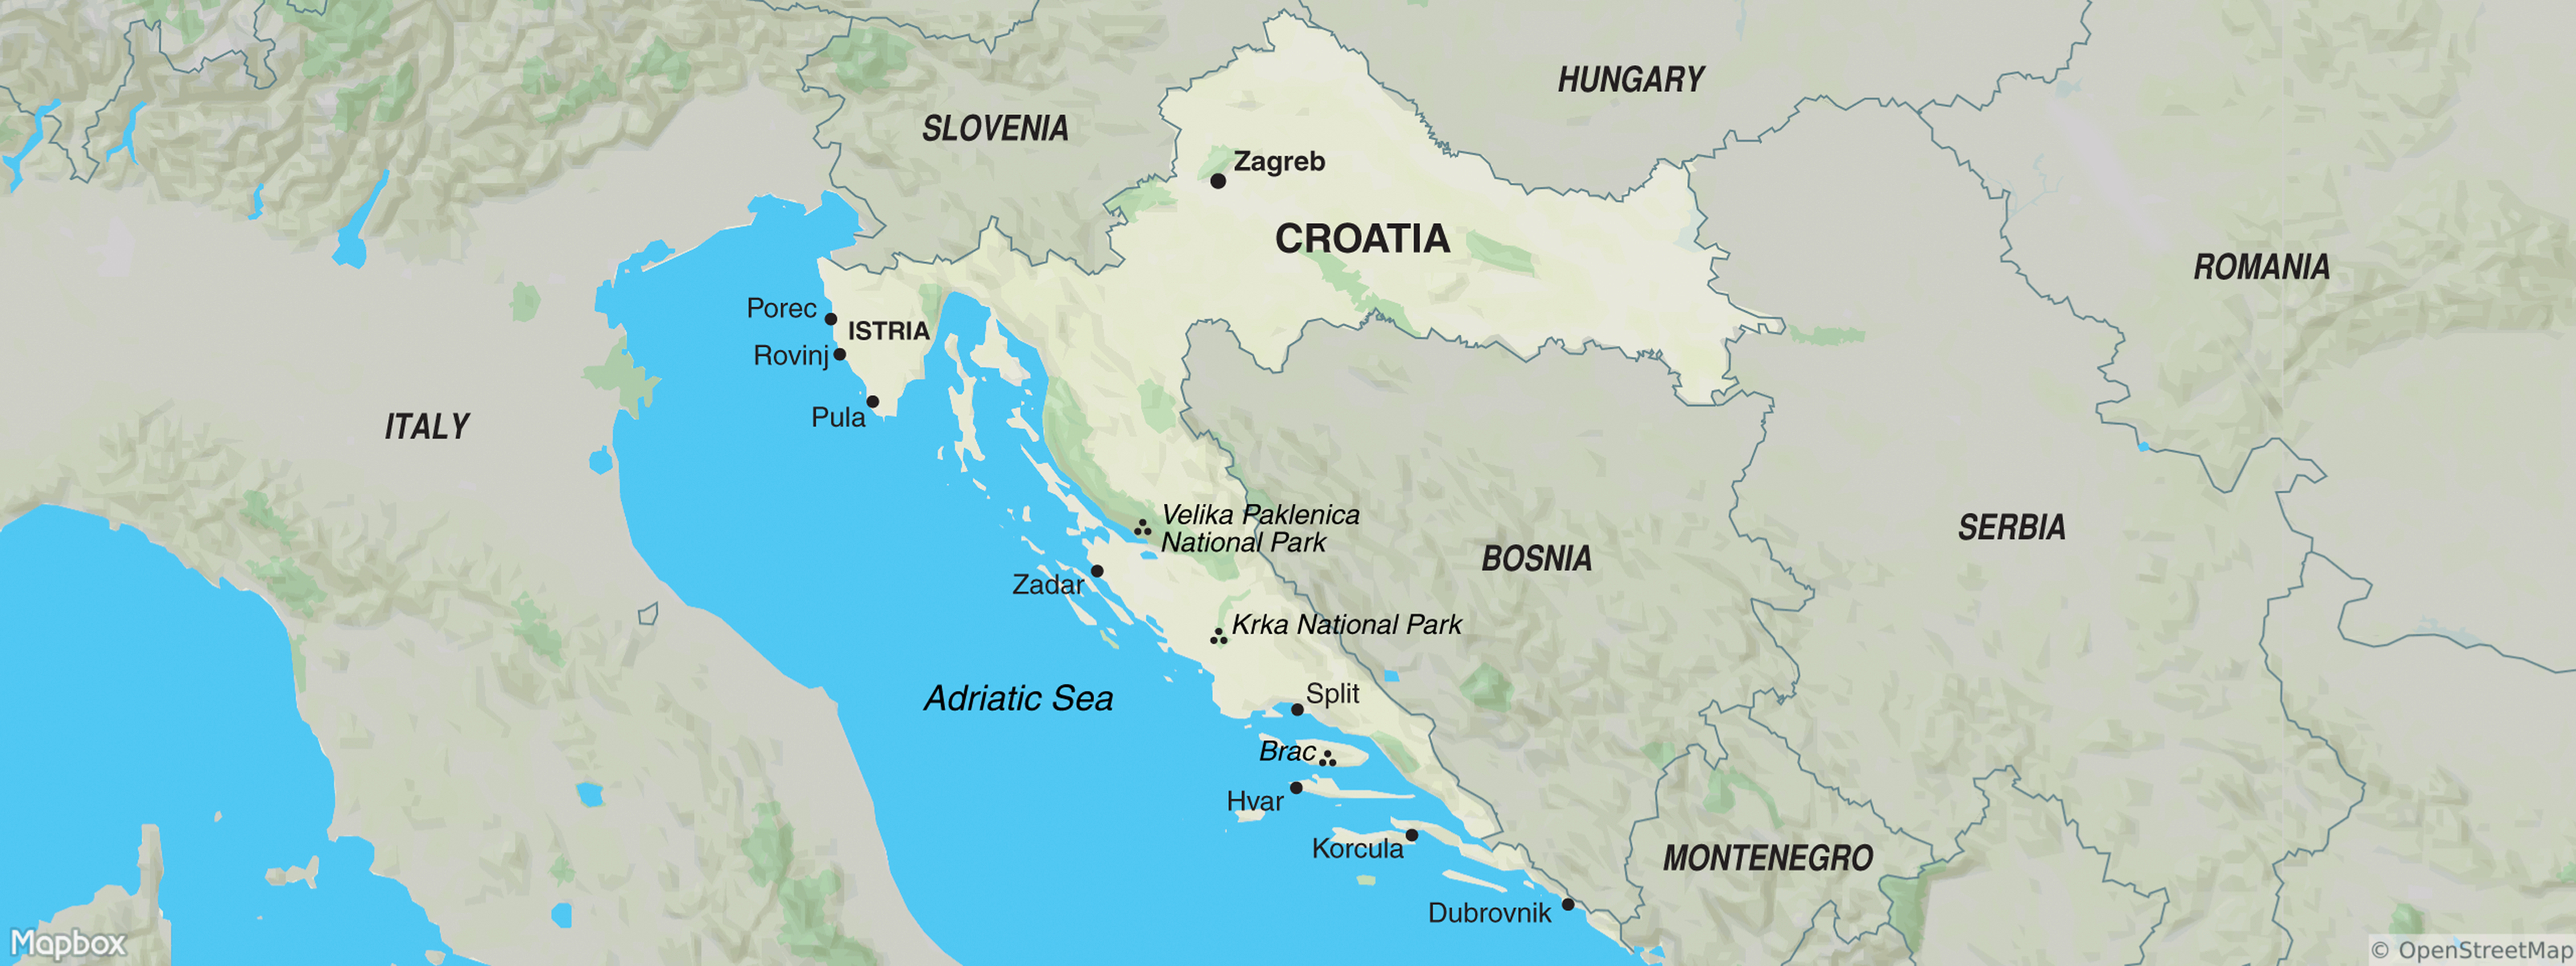 HUNGARY
SLOVENIA
Zagreb
CROATIA
ROMANIA
Porec
ISTRIA
Rovinj
Pula
ITALY
Velika Paklenica
National Park
SERBIA
BOSNIA
Zadar
Krka National Park
Adriatic Sea
Split
Brac
Hvar
Korcula
MONTENEGRO
Dubrovnik
Mapbox
© OpenStreetMap